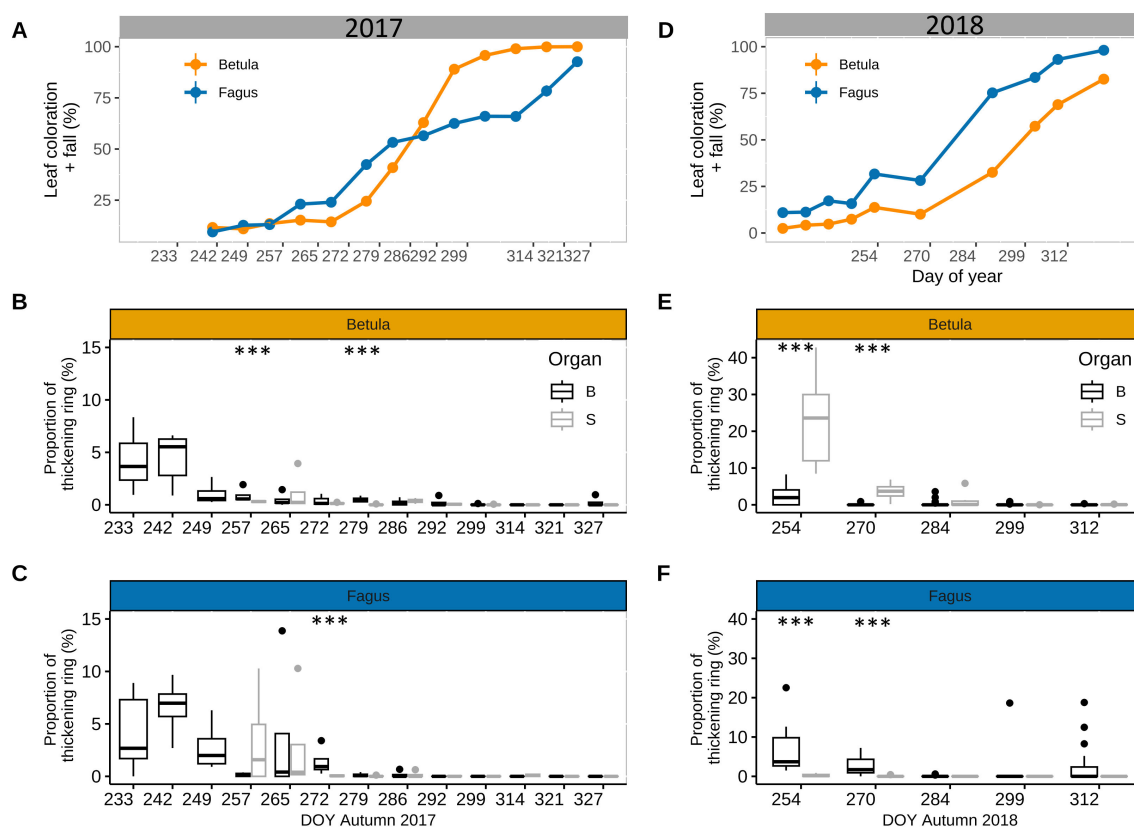 A
2017
Leaf coloration
+ fall (%)
100
75
50
25
Betula
Fagus
233 242 249 257 265 272 279 286 292 299 314 321 327
D
2018
Leaf coloration
+ fall (%)
100
75
50
25
0
Betula
Fagus
254 270 284 299 312
Day of year
B
Betula
Proportion of
thickening ring (%)
15
10
5
0
*** ***
Organ
B
S
233 242 249 257 265 272 279 286 292 299 314 321 327
E
Betula
Proportion of
thickening ring (%)
40
30
20
10
0
*** ***
Organ
B
S
254 270 284 299 312
C
Fagus
Proportion of
thickening ring (%)
15
10
5
0
***
233 242 249 257 265 272 279 286 292 299 314 321 327
DOY Autumn 2017
F
Fagus
Proportion of
thickening ring (%)
40
30
20
10
0
*** ***
254 270 284 299 312
DOY Autumn 2018